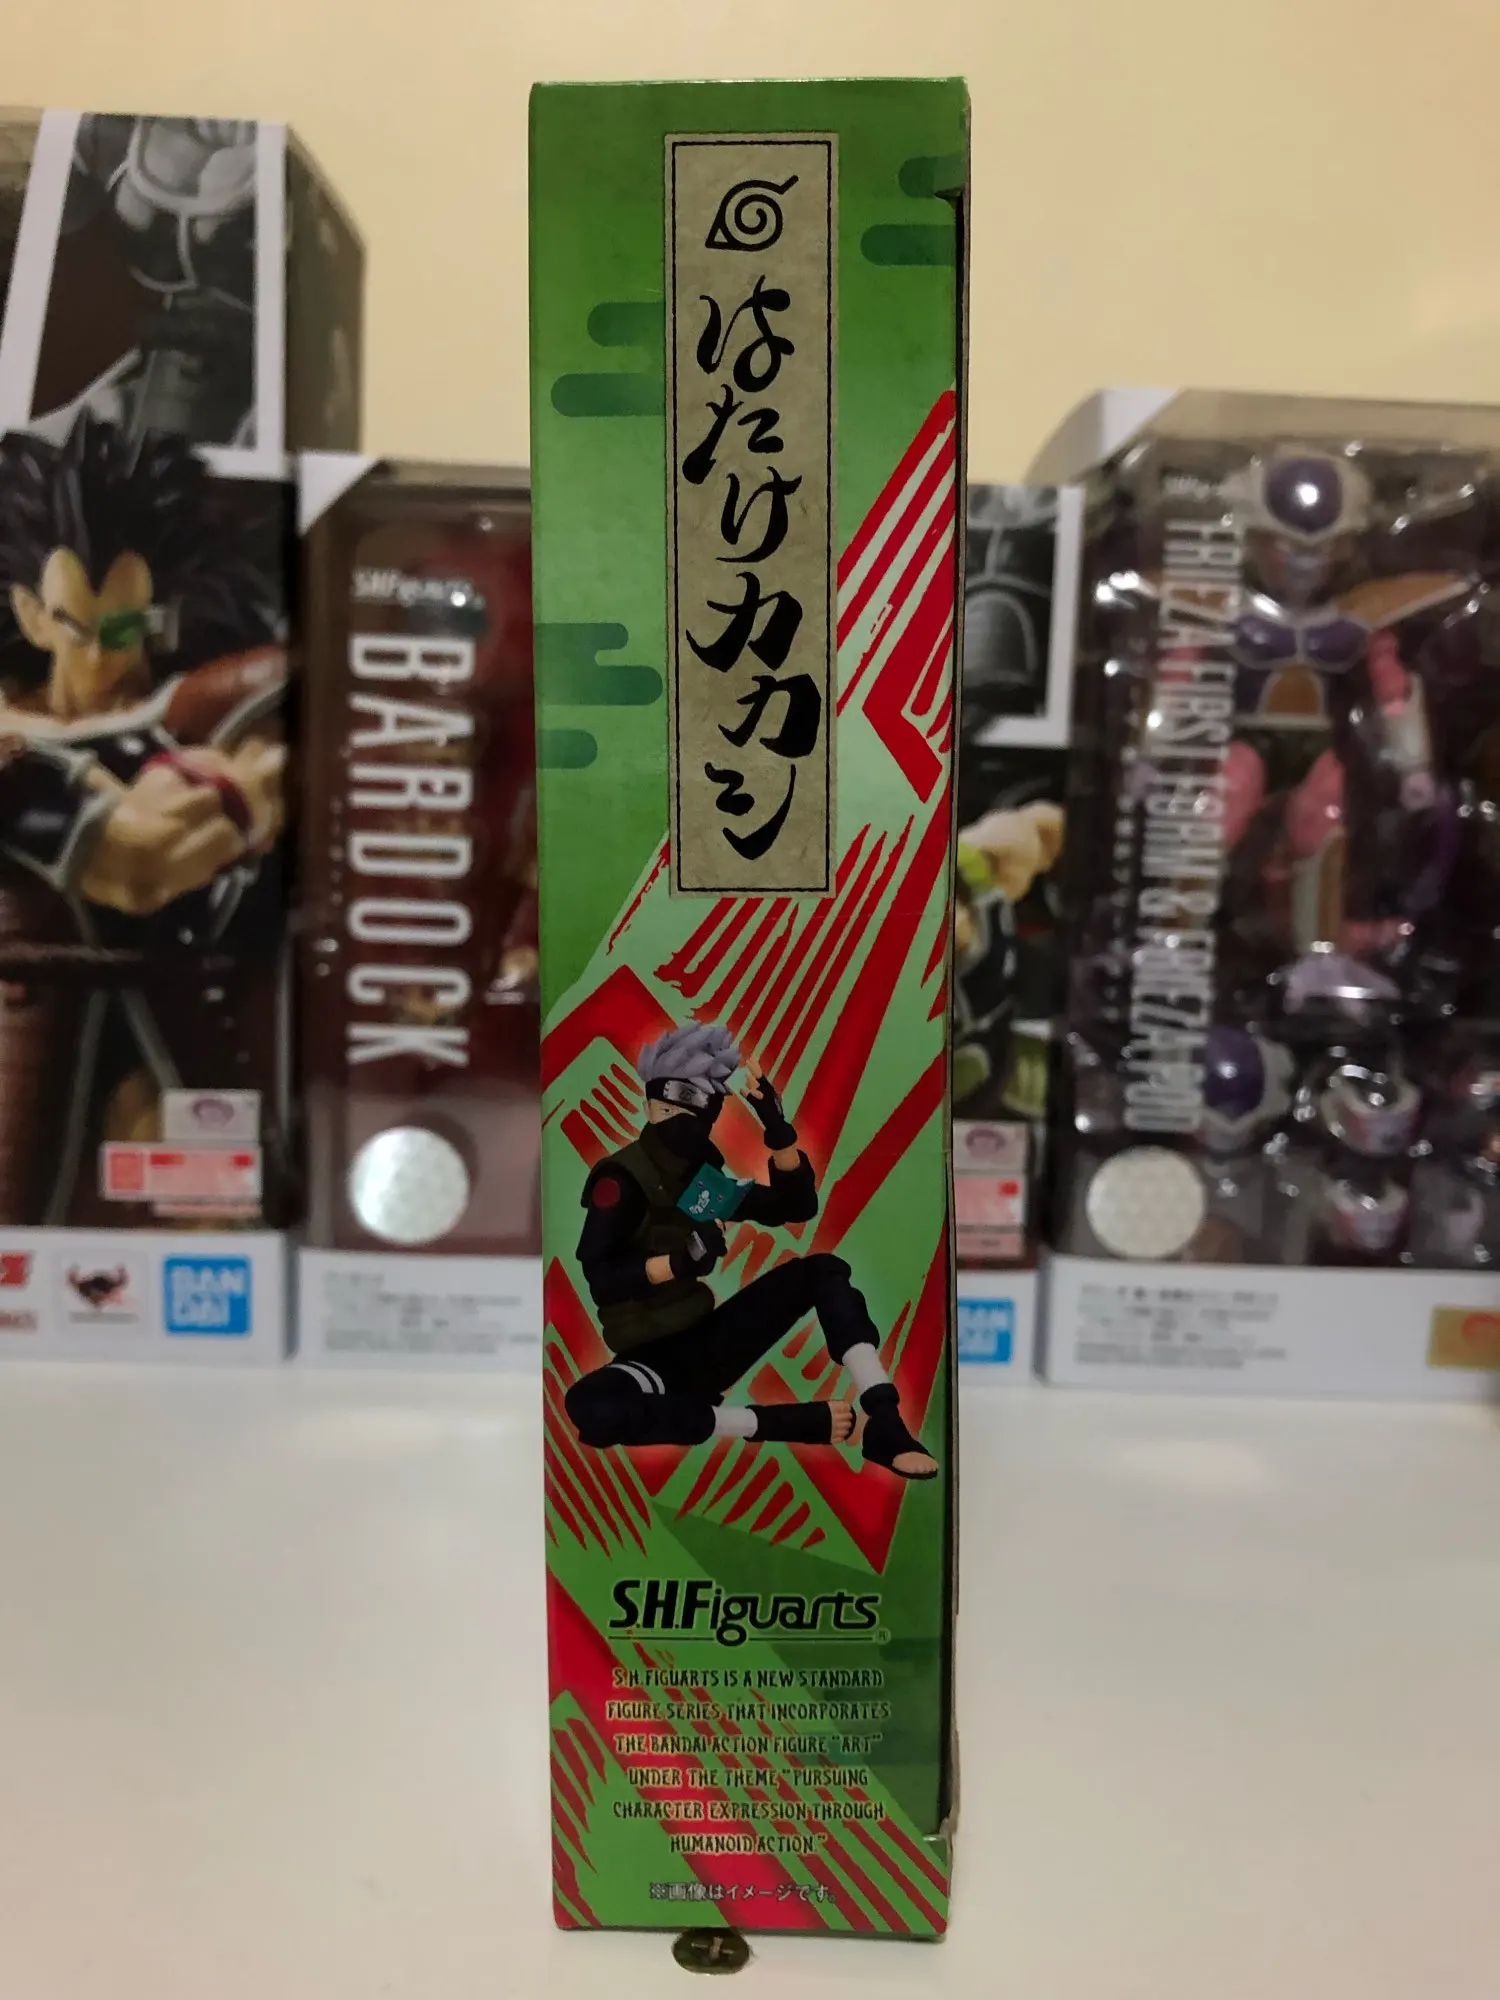 はたけカカシ
S.H.Figuarts
S.H.FIGUARTS IS A NEW STANDARD
FIGURE SERIES THAT INCORPORATES
THE BANDAI ACTION FIGURE "ART"
UNDER THE THEME "PURSUING
CHARACTER EXPRESSION THROUGH
HUMANOID ACTION."
※画像はイメージです。
S.H.Figuarts
BARDOCK
BAN
DAI
FRIEZA FIRST FORM & FRIEZA POD